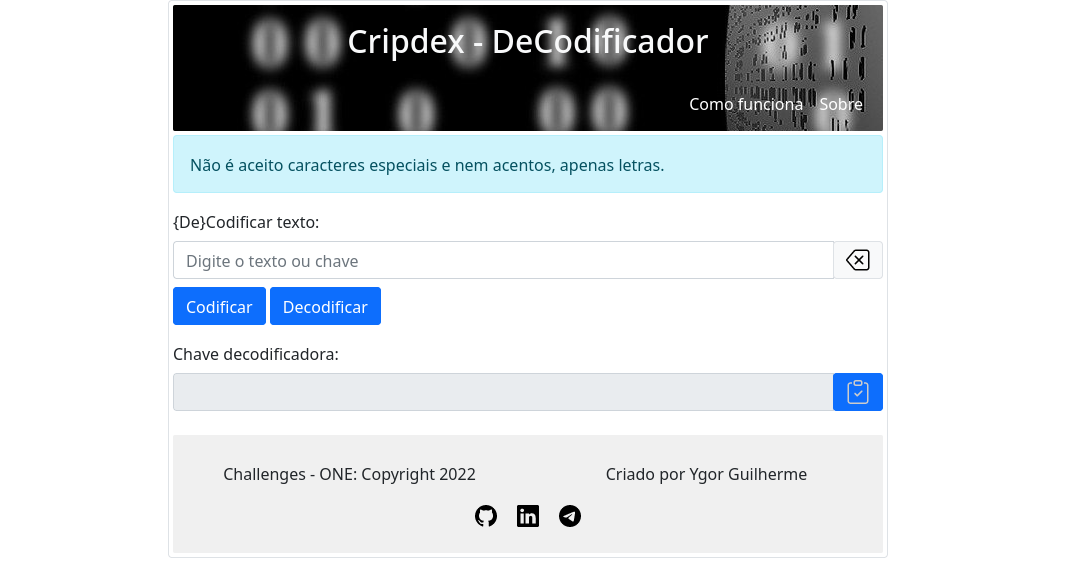 Cripdex - DeCodificador
Como funciona Sobre
Não é aceito caracteres especiais e nem acentos, apenas letras.
{De}Codificar texto:
Digite o texto ou chave
Codificar Decodificar
Chave decodificadora:
Challenges - ONE: Copyright 2022 Criado por Ygor Guilherme